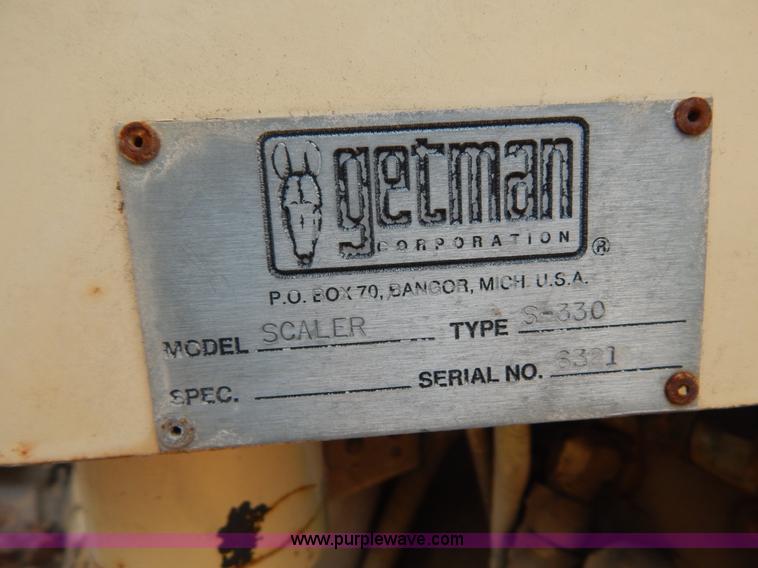 getman
CORPORATION ®
P.O. BOX 70, BANGOR, MICH. U.S.A.
MODEL SCALER TYPE S-330
SPEC. SERIAL NO.
www.purplewave.com